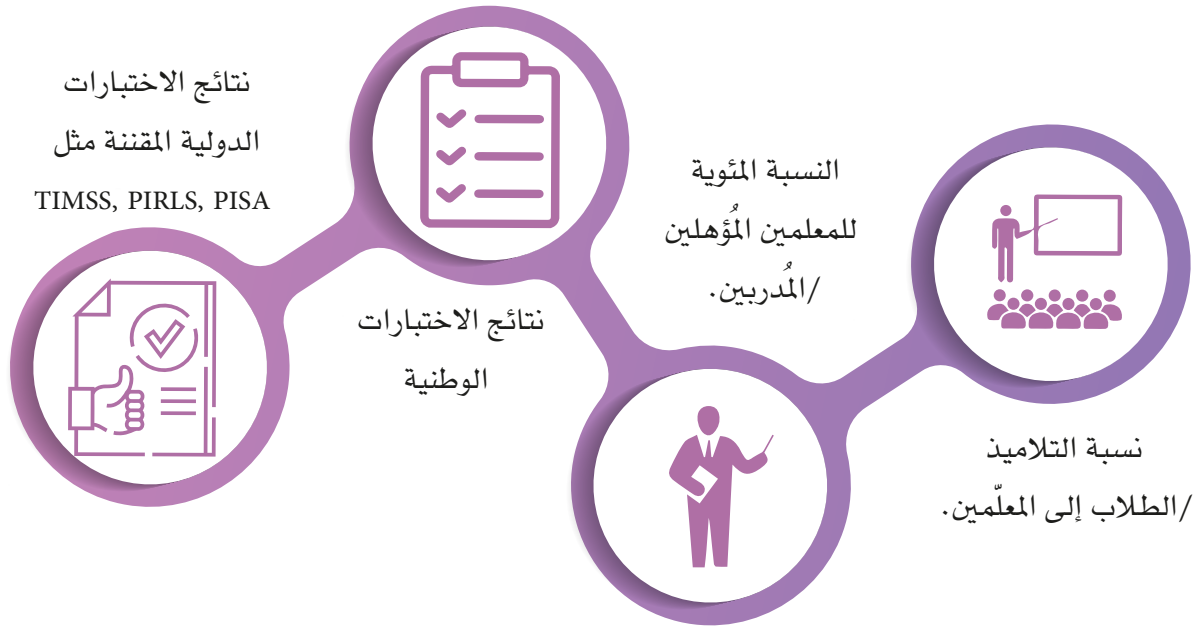 نسبة التلاميذ
/الطلاب إلى المعلّمين.
النسبة المئوية
للمعلمين المُؤهلين
/المُدربين.
نتائج الاختبارات
الوطنية
نتائج الاختبارات
الدولية المقننة مثل
TIMSS, PIRLS, PISA